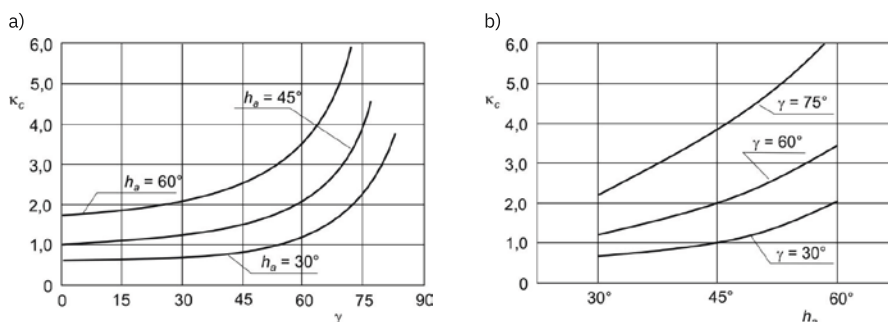 a)
6,0
5,0
κc
4,0
3,0
2,0
1,0
0
ha = 45°
ha = 60°
ha = 30°
0 15 30 45 60 75 90
γ
b)
6,0
5,0
κc
4,0
3,0
2,0
1,0
0
γ = 75°
γ = 60°
γ = 30°
30° 45° 60°
ha